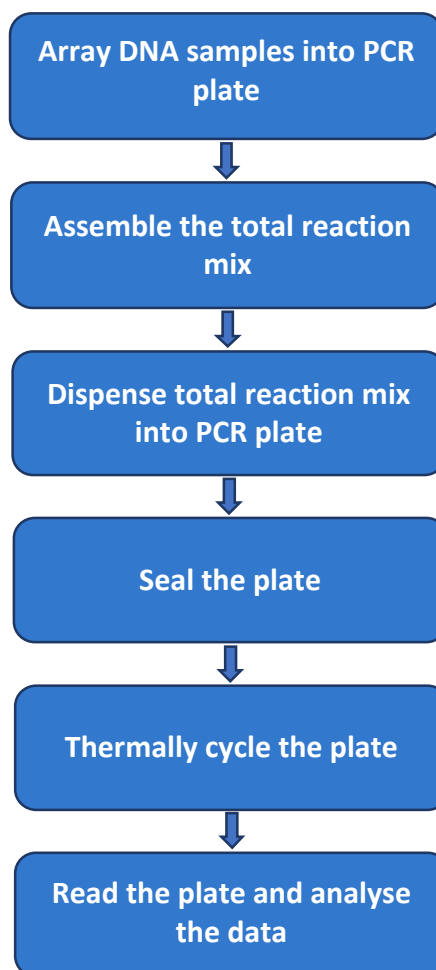 Array DNA samples into PCR
plate
Assemble the total reaction
mix
Dispense total reaction mix
into PCR plate
Seal the plate
Thermally cycle the plate
Read the plate and analyse
the data